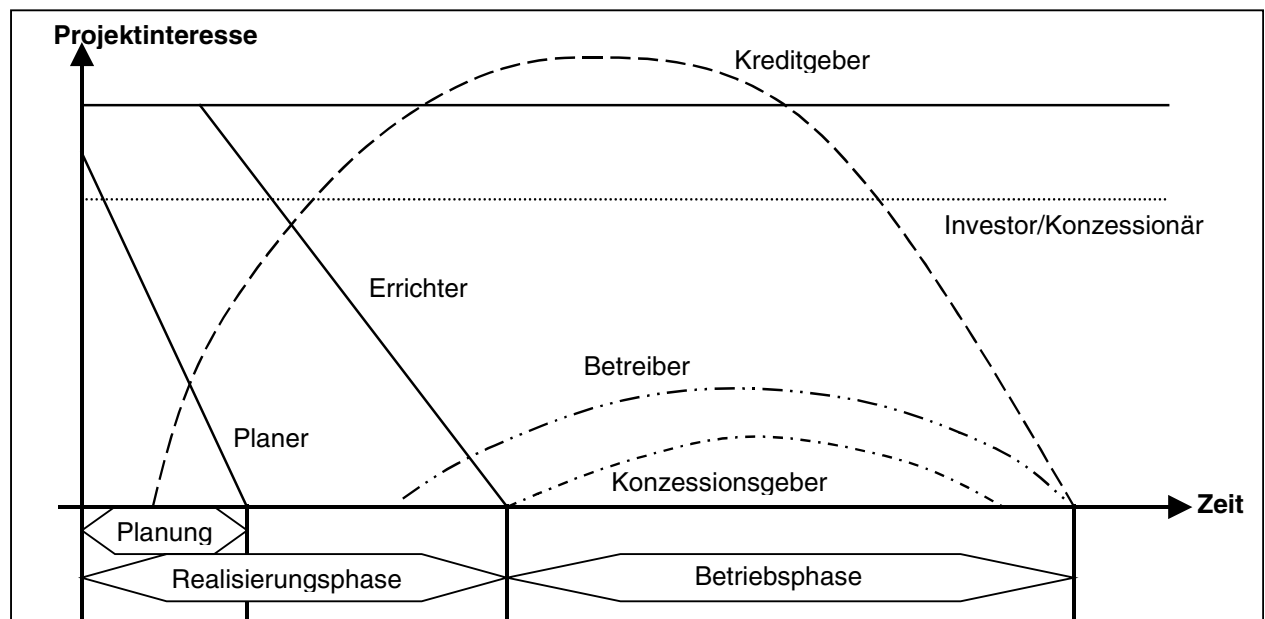 Projektinteresse
Kreditgeber
Investor/Konzessionär
Errichter
Betreiber
Planer
Konzessionsgeber
Zeit
Planung
Realisierungsphase
Betriebsphase